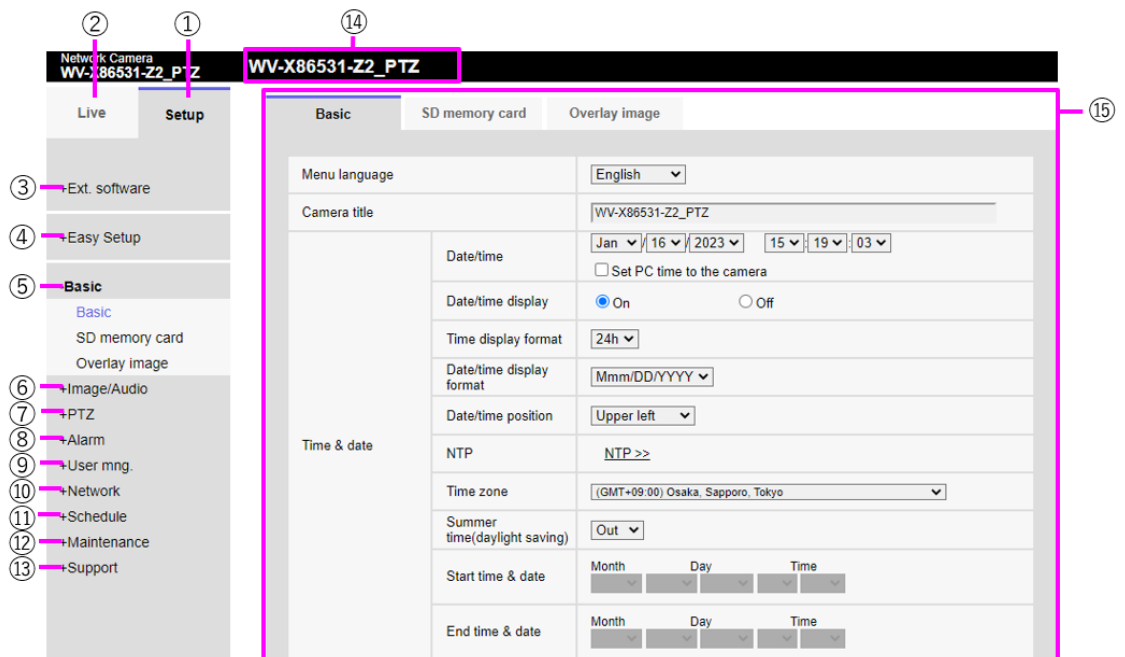 ② ① ⑭
Network Camera
WV-X86531-Z2_PTZ
WV-X86531-Z2_PTZ
Live Setup
Basic SD memory card Overlay image
⑮
③ +Ext. software
④ +Easy Setup
⑤ -Basic
Basic
SD memory card
Overlay image
⑥ +Image/Audio
⑦ +PTZ
⑧ +Alarm
⑨ +User mng.
⑩ +Network
⑪ +Schedule
⑫ +Maintenance
⑬ +Support
Menu language English
Camera title WV-X86531-Z2_PTZ
Time & date
Date/time Jan / 16 / 2023 15 : 19 : 03
Set PC time to the camera
Date/time display On Off
Time display format 24h
Date/time display
format Mmm/DD/YYYY
Date/time position Upper left
NTP NTP >>
Time zone (GMT+09:00) Osaka, Sapporo, Tokyo
Summer
time(daylight saving) Out
Start time & date Month Day Time
End time & date Month Day Time